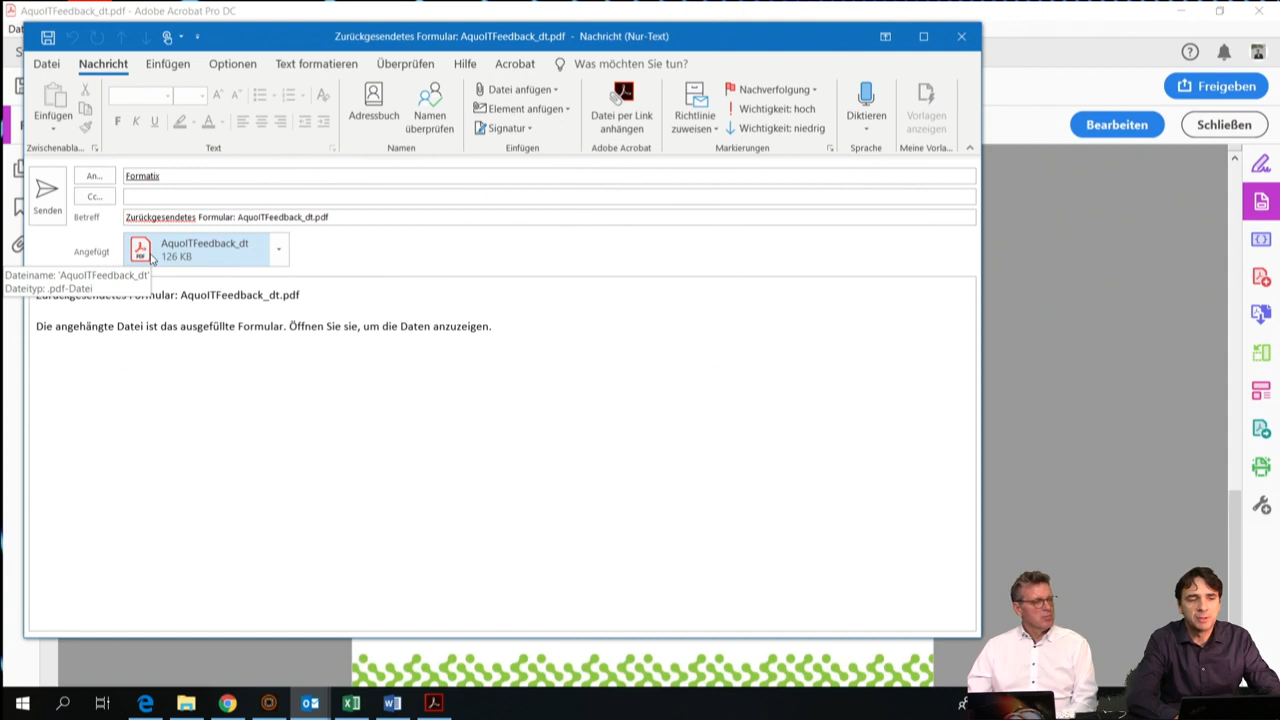 AquoITFeedback_dt.pdf - Adobe Acrobat Pro DC
Zurückgesendetes Formular: AquoITFeedback_dt.pdf - Nachricht (Nur-Text)
Datei Nachricht Einfügen Optionen Text formatieren Überprüfen Hilfe Acrobat Was möchten Sie tun?
Freigeben
Bearbeiten Schließen
Einfügen
F K U
Adressbuch
Namen
überprüfen
Datei anfügen
Element anfügen
Signatur
Datei per Link
anhängen
Richtlinie
zuweisen
Nachverfolgung
Wichtigkeit: hoch
Wichtigkeit: niedrig
Diktieren
Vorlagen
anzeigen
Zwischenabla... Text Namen Einfügen Adobe Acrobat Markierungen Sprache Meine Vorla...
Senden
An... Formatix
Cc...
Betreff Zurückgesendetes Formular: AquoITFeedback_dt.pdf
Angefügt
PDF
AquoITFeedback_dt
126 KB
Dateiname: 'AquoITFeedback_dt'
Dateityp: .pdf-Datei
Zurückgesendetes Formular: AquoITFeedback_dt.pdf
Die angehängte Datei ist das ausgefüllte Formular. Öffnen Sie sie, um die Daten anzuzeigen.